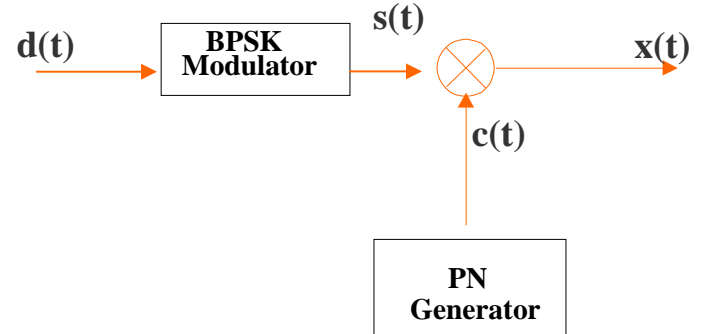 d(t)
BPSK
Modulator
s(t)
x(t)
c(t)
PN
Generator